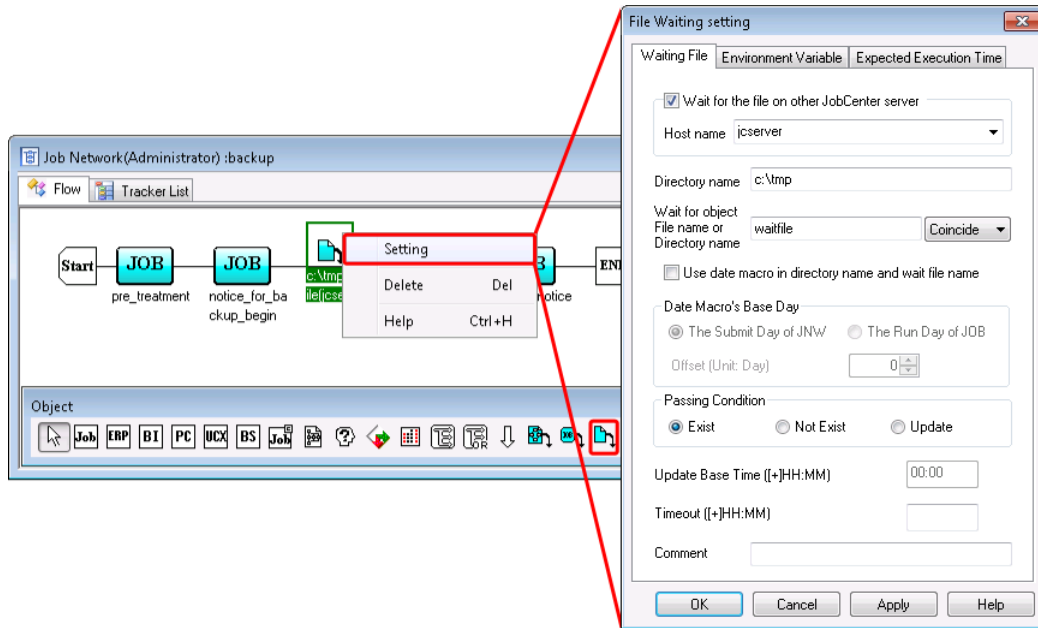 Job Network(Administrator) :backup
Flow
Tracker List
Start
JOB
JOB
c:\tmp
END
pre_treatment
notice_for_ba
ckup_begin
Setting
Delete Del
Help Ctrl+H
Object
Job ERP BI PC UCX BS Job OR
File Waiting setting
Waiting File
Environment Variable
Expected Execution Time
Wait for the file on other JobCenter server
Host name jcserver
Directory name c:\tmp
Wait for object
File name or
Directory name
waitfile
Coincide
Use date macro in directory name and wait file name
Date Macro's Base Day
The Submit Day of JNW The Run Day of JOB
Offset (Unit: Day) 0
Passing Condition
Exist Not Exist Update
Update Base Time ([+]HH:MM) 00:00
Timeout ([+]HH:MM)
Comment
OK Cancel Apply Help